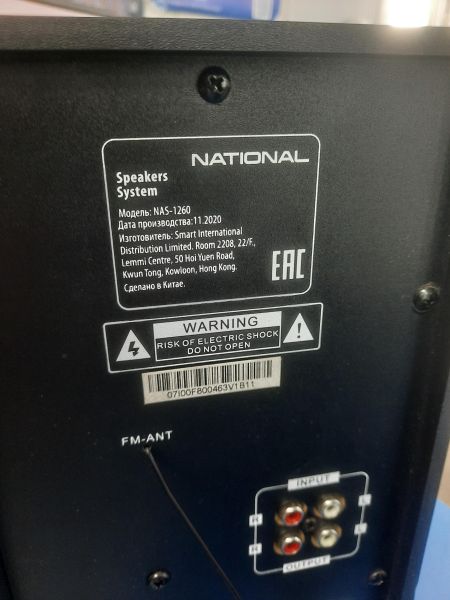 NATIONAL
Speakers
System
Модель: NAS-1260
Дата производства:11.2020
Изготовитель: Smart International
Distribution Limited. Room 2208, 22/F.,
Lemmi Centre, 50 Hoi Yuen Road,
Kwun Tong, Kowloon, Hong Kong.
Сделано в Китае.
EAC
WARNING
RISK OF ELECTRIC SHOCK
DO NOT OPEN
07I00F800463V1B11
FM-ANT
INPUT
R L
R L
OUTPUT